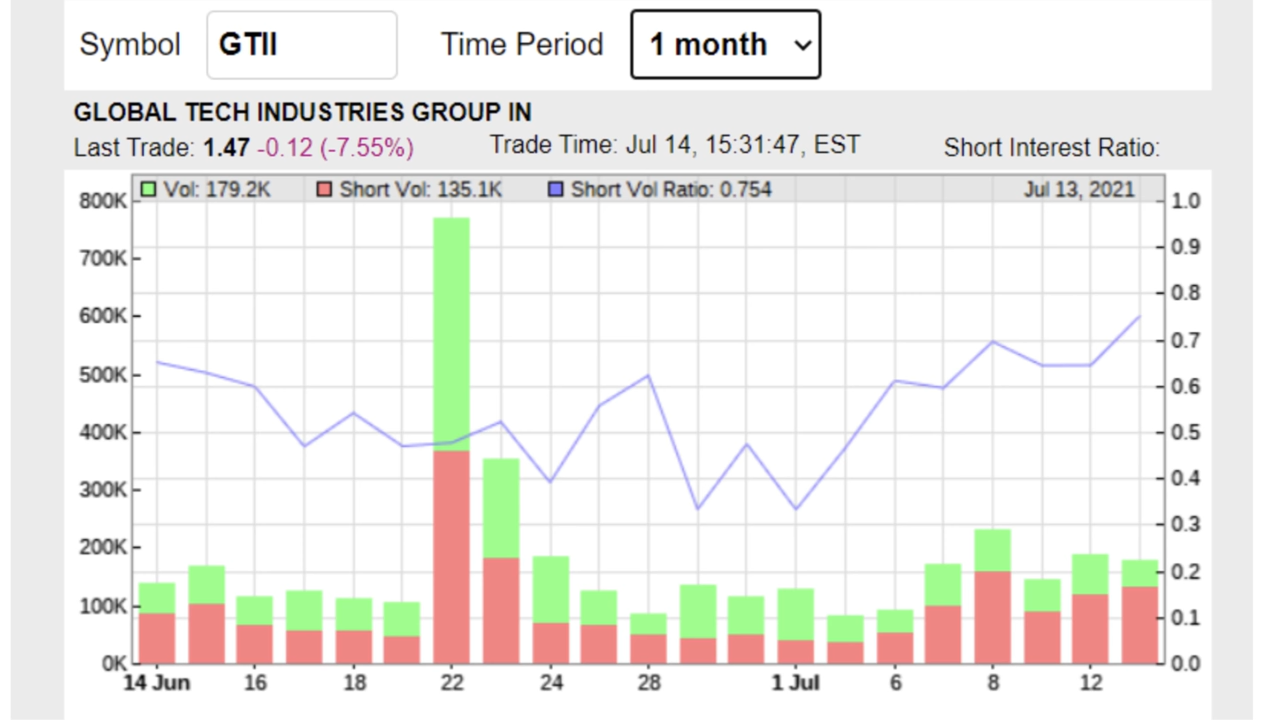 Symbol GTII Time Period 1 month
GLOBAL TECH INDUSTRIES GROUP IN
Last Trade: 1.47 -0.12 (-7.55%) Trade Time: Jul 14, 15:31:47, EST Short Interest Ratio:
Vol: 179.2K Short Vol: 135.1K Short Vol Ratio: 0.754 Jul 13, 2021
800K 1.0
700K 0.9
600K 0.8
500K 0.7
400K 0.6
300K 0.5
200K 0.4
100K 0.3
0K 0.2
0.1
0.0
14 Jun 16 18 22 24 28 1 Jul 6 8 12